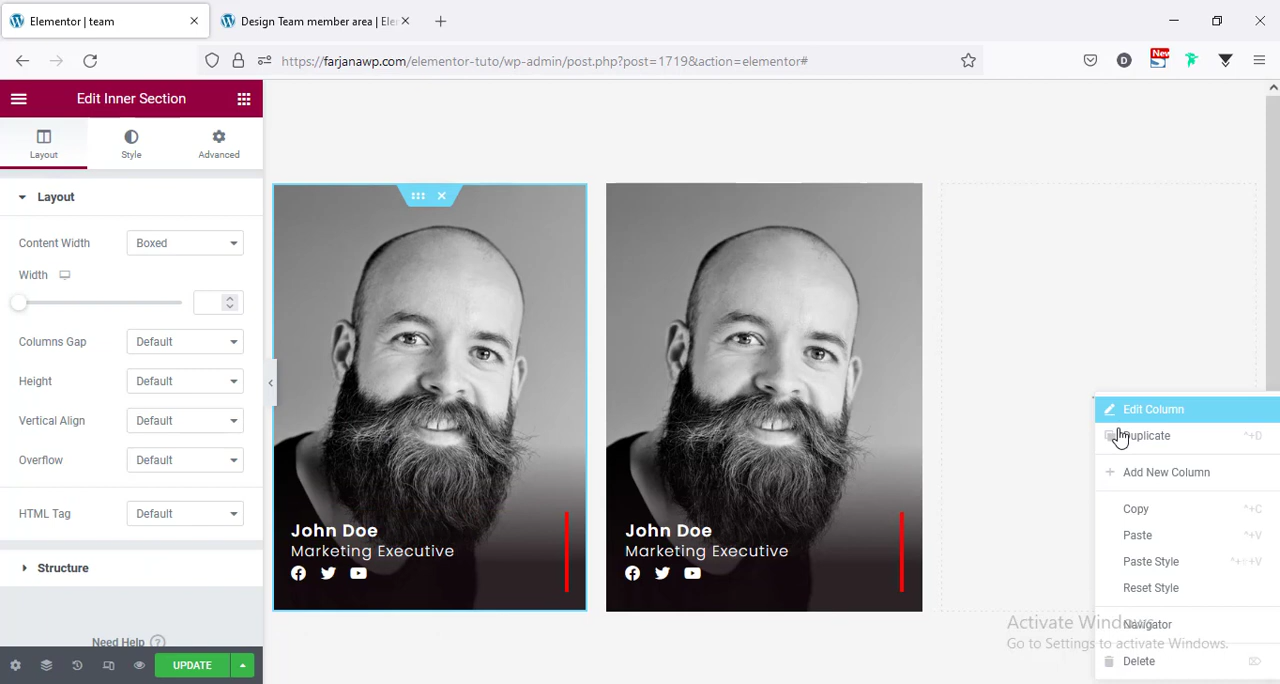 Elementor | team
Design Team member area | Ele
https://farjanawp.com/elementor-tuto/wp-admin/post.php?post=1719&action=elementor#
D
New
Edit Inner Section
Layout
Style
Advanced
Layout
Content Width
Boxed
Width
Columns Gap
Default
Height
Default
Vertical Align
Default
Overflow
Default
HTML Tag
Default
Structure
Need Help ?
UPDATE
John Doe
Marketing Executive
John Doe
Marketing Executive
Edit Column
Duplicate ^+D
Add New Column
Copy ^+C
Paste ^+V
Paste Style
Reset Style
Navigator
Delete
Activate Windows
Go to Settings to activate Windows.